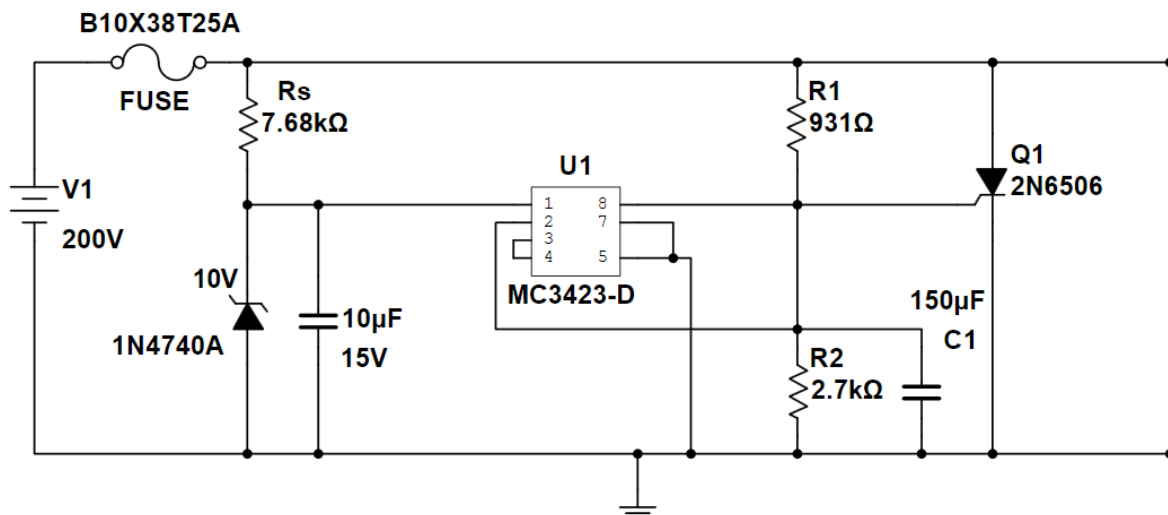 B10X38T25A
FUSE
Rs
7.68kΩ
R1
931Ω
U1
Q1
2N6506
V1
200V
1
2
3
4
8
7
5
MC3423-D
10V
1N4740A
10µF
15V
150µF
C1
R2
2.7kΩ